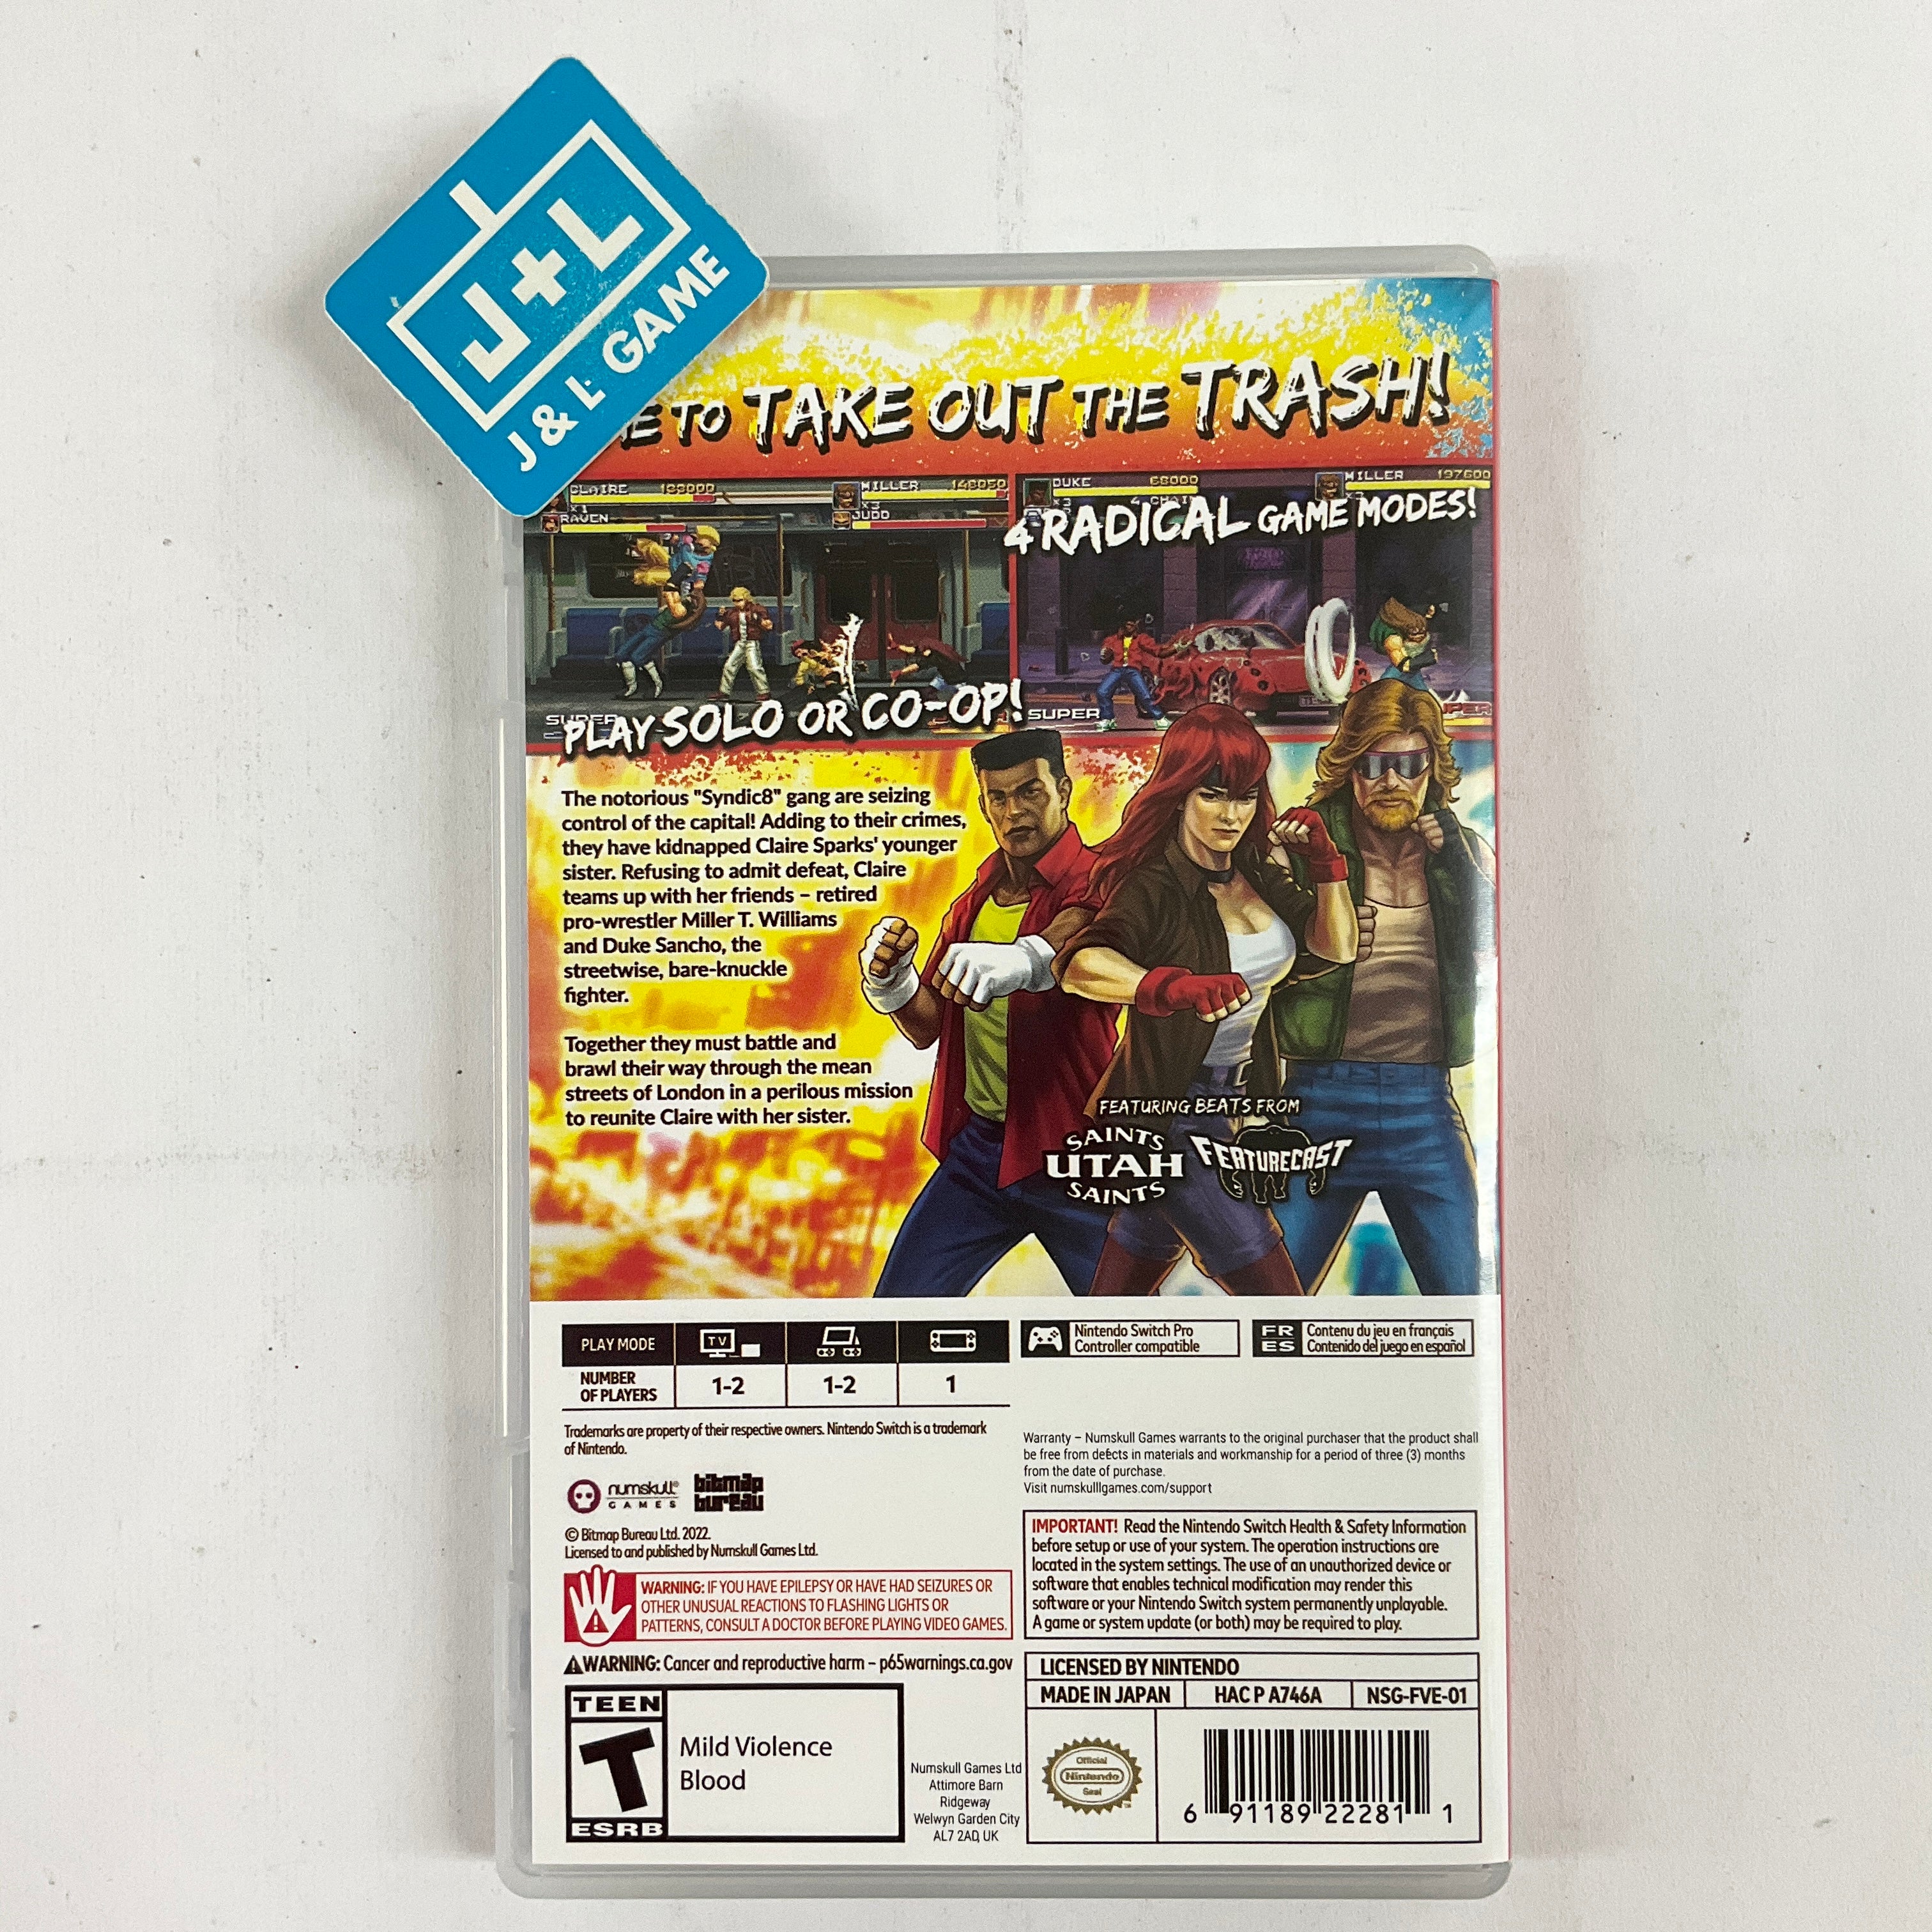 J+L
J & L GAME
TO TAKE OUT THE TRASH!
CLAIRE 133000
MILLER 148050
x1
x3
RAVEN
JUDO
DUKE 68000
MILLER 197600
x3
4 CHAIN
4 RADICAL GAME MODES!
SUPER
SUPER
PLAY SOLO OR CO-OP!
The notorious "Syndic8" gang are seizing
control of the capital! Adding to their crimes,
they have kidnapped Claire Sparks' younger
sister. Refusing to admit defeat, Claire
teams up with her friends – retired
pro-wrestler Miller T. Williams
and Duke Sancho, the
streetwise, bare-knuckle
fighter.
Together they must battle and
brawl their way through the mean
streets of London in a perilous mission
to reunite Claire with her sister.
FEATURING BEATS FROM
SAINTS
UTAH
SAINTS
FEATURECAST
PLAY MODE
TV
NUMBER
OF PLAYERS
1-2
1-2
1
Nintendo Switch Pro
Controller compatible
FR
ES
Contenu du jeu en français
Contenido del juego en español
Trademarks are property of their respective owners. Nintendo Switch is a trademark
of Nintendo.
numskull®
GAMES
bitmap
bureau
© Bitmap Bureau Ltd. 2022.
Licensed to and published by Numskull Games Ltd.
Warranty – Numskull Games warrants to the original purchaser that the product shall
be free from defects in materials and workmanship for a period of three (3) months
from the date of purchase.
Visit numskulllgames.com/support
WARNING: IF YOU HAVE EPILEPSY OR HAVE HAD SEIZURES OR
OTHER UNUSUAL REACTIONS TO FLASHING LIGHTS OR
PATTERNS, CONSULT A DOCTOR BEFORE PLAYING VIDEO GAMES.
IMPORTANT! Read the Nintendo Switch Health & Safety Information
before setup or use of your system. The operation instructions are
located in the system settings. The use of an unauthorized device or
software that enables technical modification may render this
software or your Nintendo Switch system permanently unplayable.
A game or system update (or both) may be required to play.
WARNING: Cancer and reproductive harm – p65warnings.ca.gov
TEEN
T
ESRB
Mild Violence
Blood
Numskull Games Ltd
Attimore Barn
Ridgeway
Welwyn Garden City
AL7 2AD, UK
LICENSED BY NINTENDO
MADE IN JAPAN
HAC P A746A
NSG-FVE-01
Official
Nintendo
Seal
6 91189 22281 1